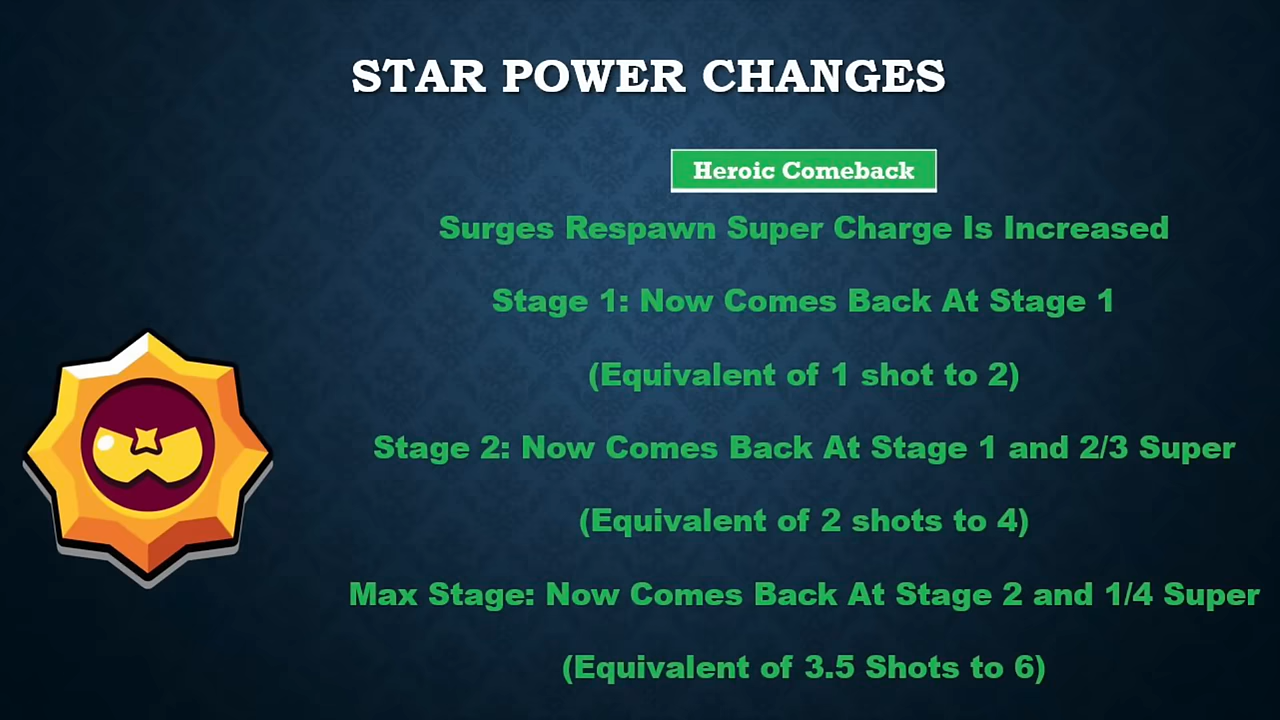 STAR POWER CHANGES
Heroic Comeback
Surges Respawn Super Charge Is Increased
Stage 1: Now Comes Back At Stage 1
(Equivalent of 1 shot to 2)
Stage 2: Now Comes Back At Stage 1 and 2/3 Super
(Equivalent of 2 shots to 4)
Max Stage: Now Comes Back At Stage 2 and 1/4 Super
(Equivalent of 3.5 Shots to 6)